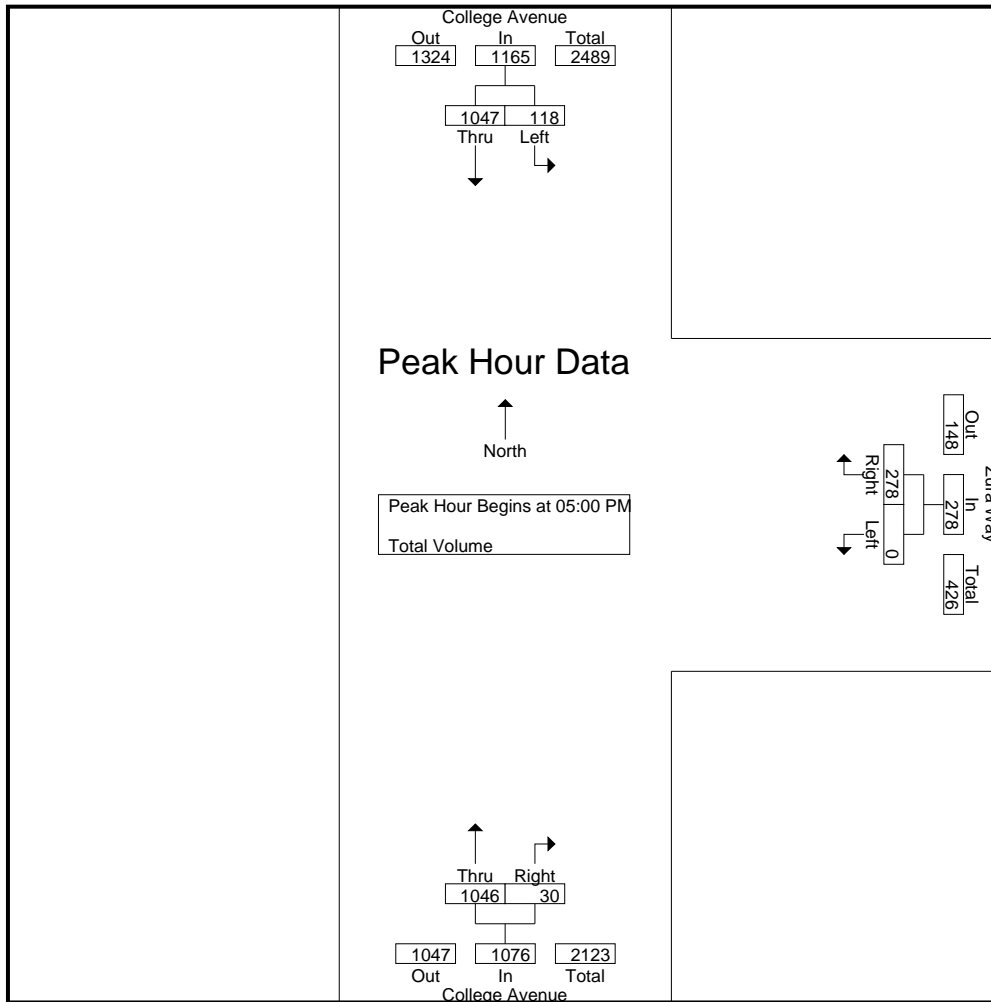 College Avenue
Out In Total
1324 1165 2489
1047 118
Thru Left
Peak Hour Data
North
Peak Hour Begins at 05:00 PM
Total Volume
Way
Out In Total
148 278 426
278 0
Right Left
Thru Right
1046 30
1047 1076 2123
Out In Total
College Avenue